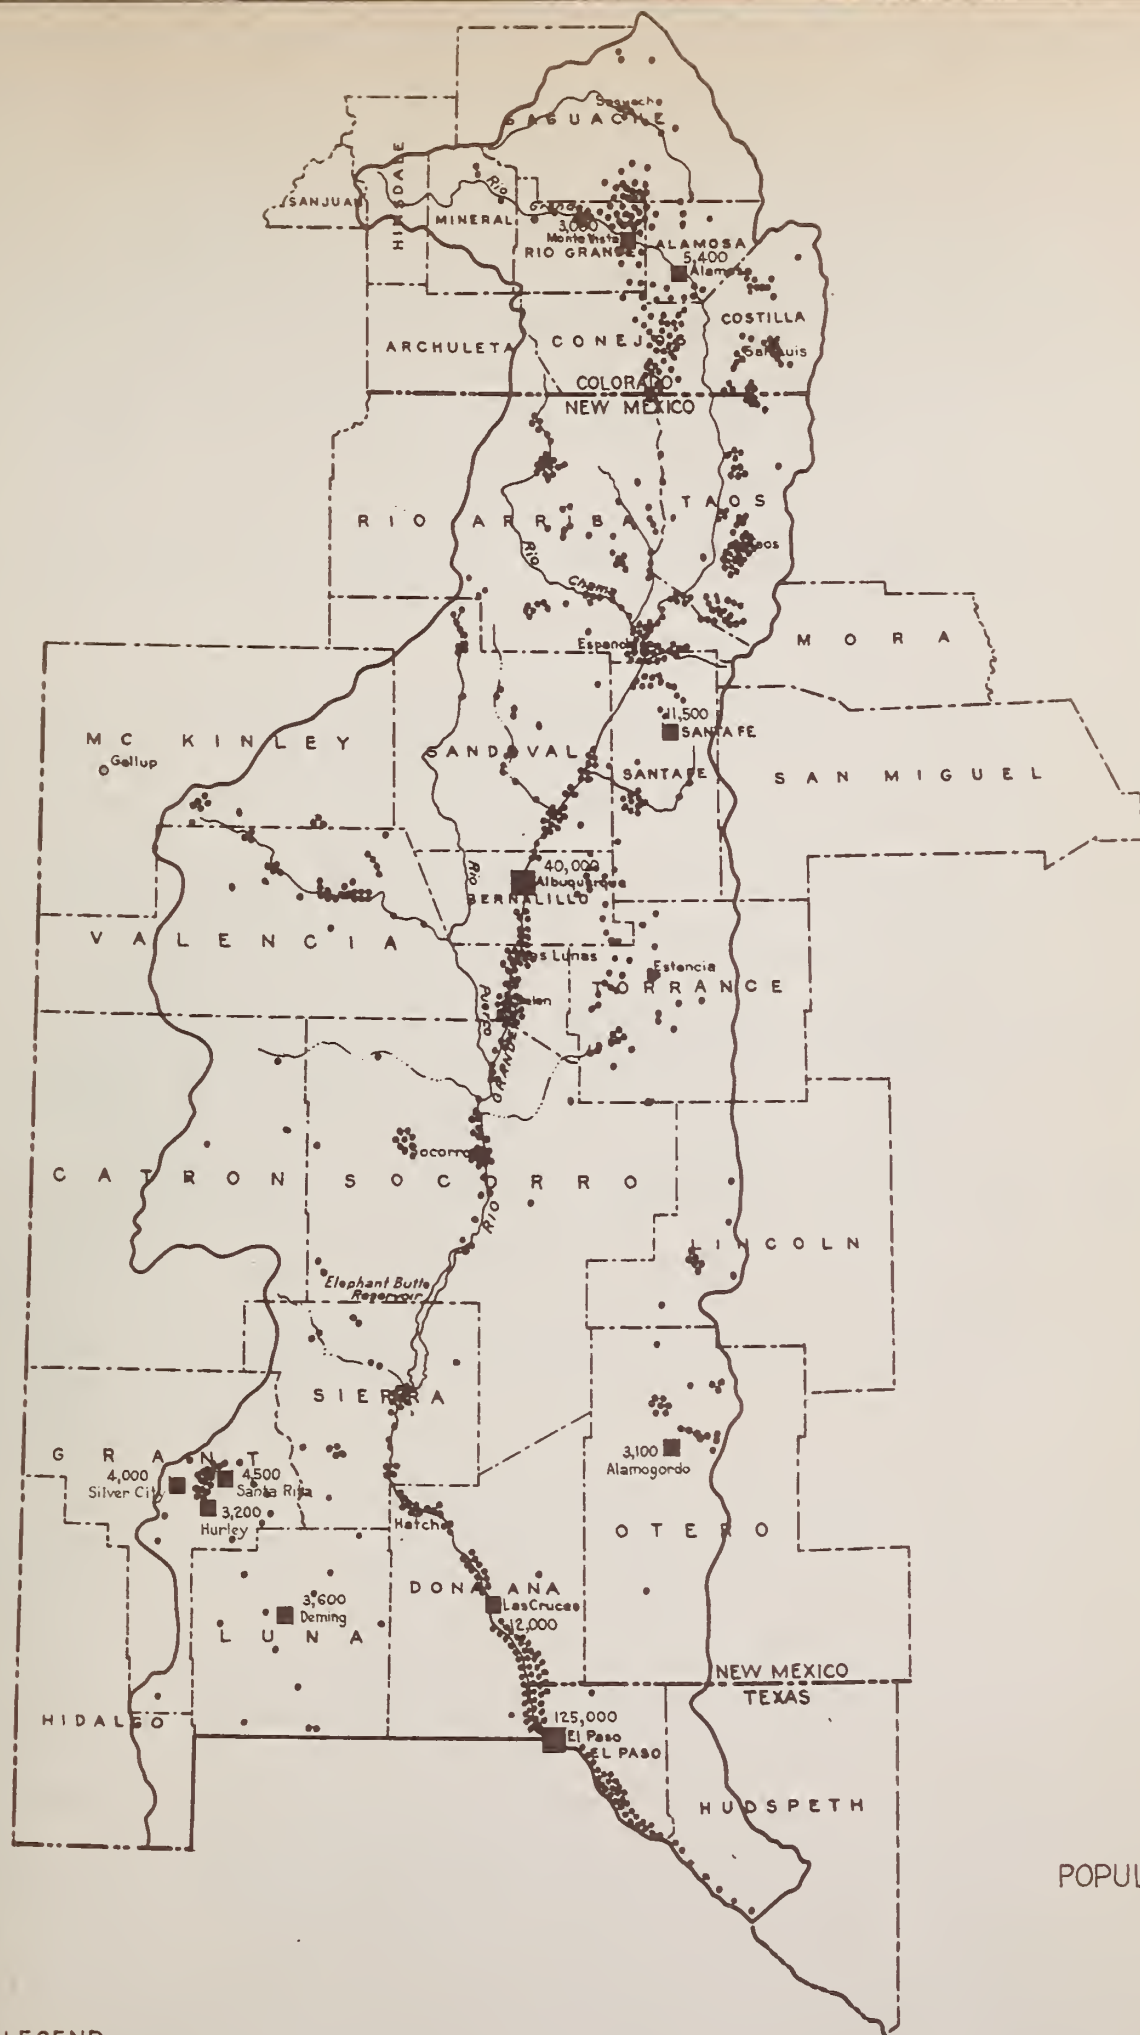 Saguache
SAGUACHE
HINSDALE
SAN JUAN
MINERAL
Rio
Grande
3,000
Monte Vista
RIO GRANDE
ALAMOSA
5,400
Alamosa
COSTILLA
San Luis
ARCHULETA
CONEJOS
COLORADO
NEW MEXICO
TAOS
RIO ARRIBA
Taos
Rio
Chama
MORA
11,500
SANTA FE
MC KINLEY
Gallup
SANDOVAL
SANTA FE
SAN MIGUEL
40,000
Albuquerque
Rio
BERNALILLO
VALENCIA
Los Lunas
Estancia
TORRANCE
Puerco
Belen
GRANDE
CATRON
SOCORRO
Socorro
RIO
LINCOLN
Elephant Butte
Reservoir
SIERRA
GRANT
4,000
Silver City
4,500
Santa Rita
3,200
Hurley
3,100
Alamogordo
Hatch
OTERO
DONA ANA
Las Cruces
12,000
3,600
Deming
LUNA
NEW MEXICO
TEXAS
HIDALGO
125,000
El Paso
EL PASO
HUDSPETH
POPUL
LEGEND